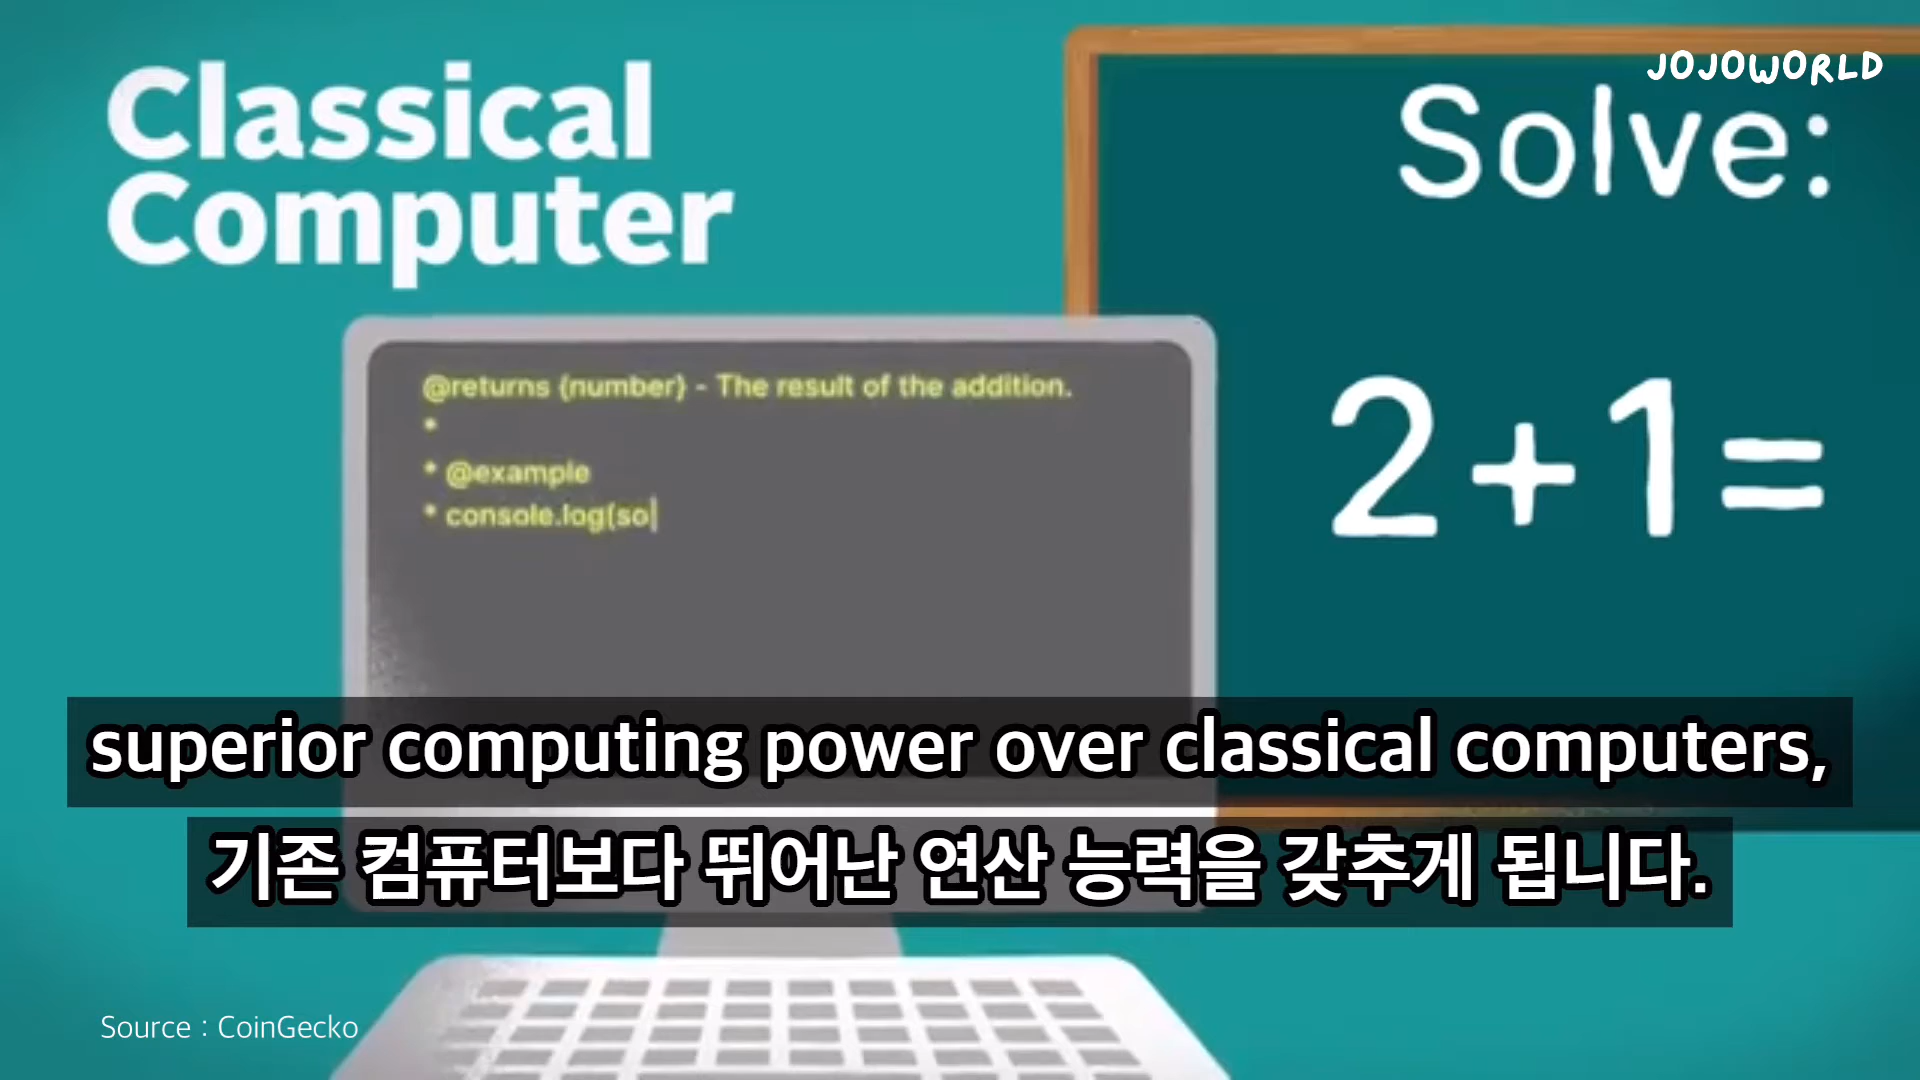 JOJOWORLD
Classical
Computer
Solve:
2+1=
@returns {number} - The result of the addition.
*
* @example
* console.log(so|
superior computing power over classical computers,
기존 컴퓨터보다 뛰어난 연산 능력을 갖추게 됩니다.
Source : CoinGecko